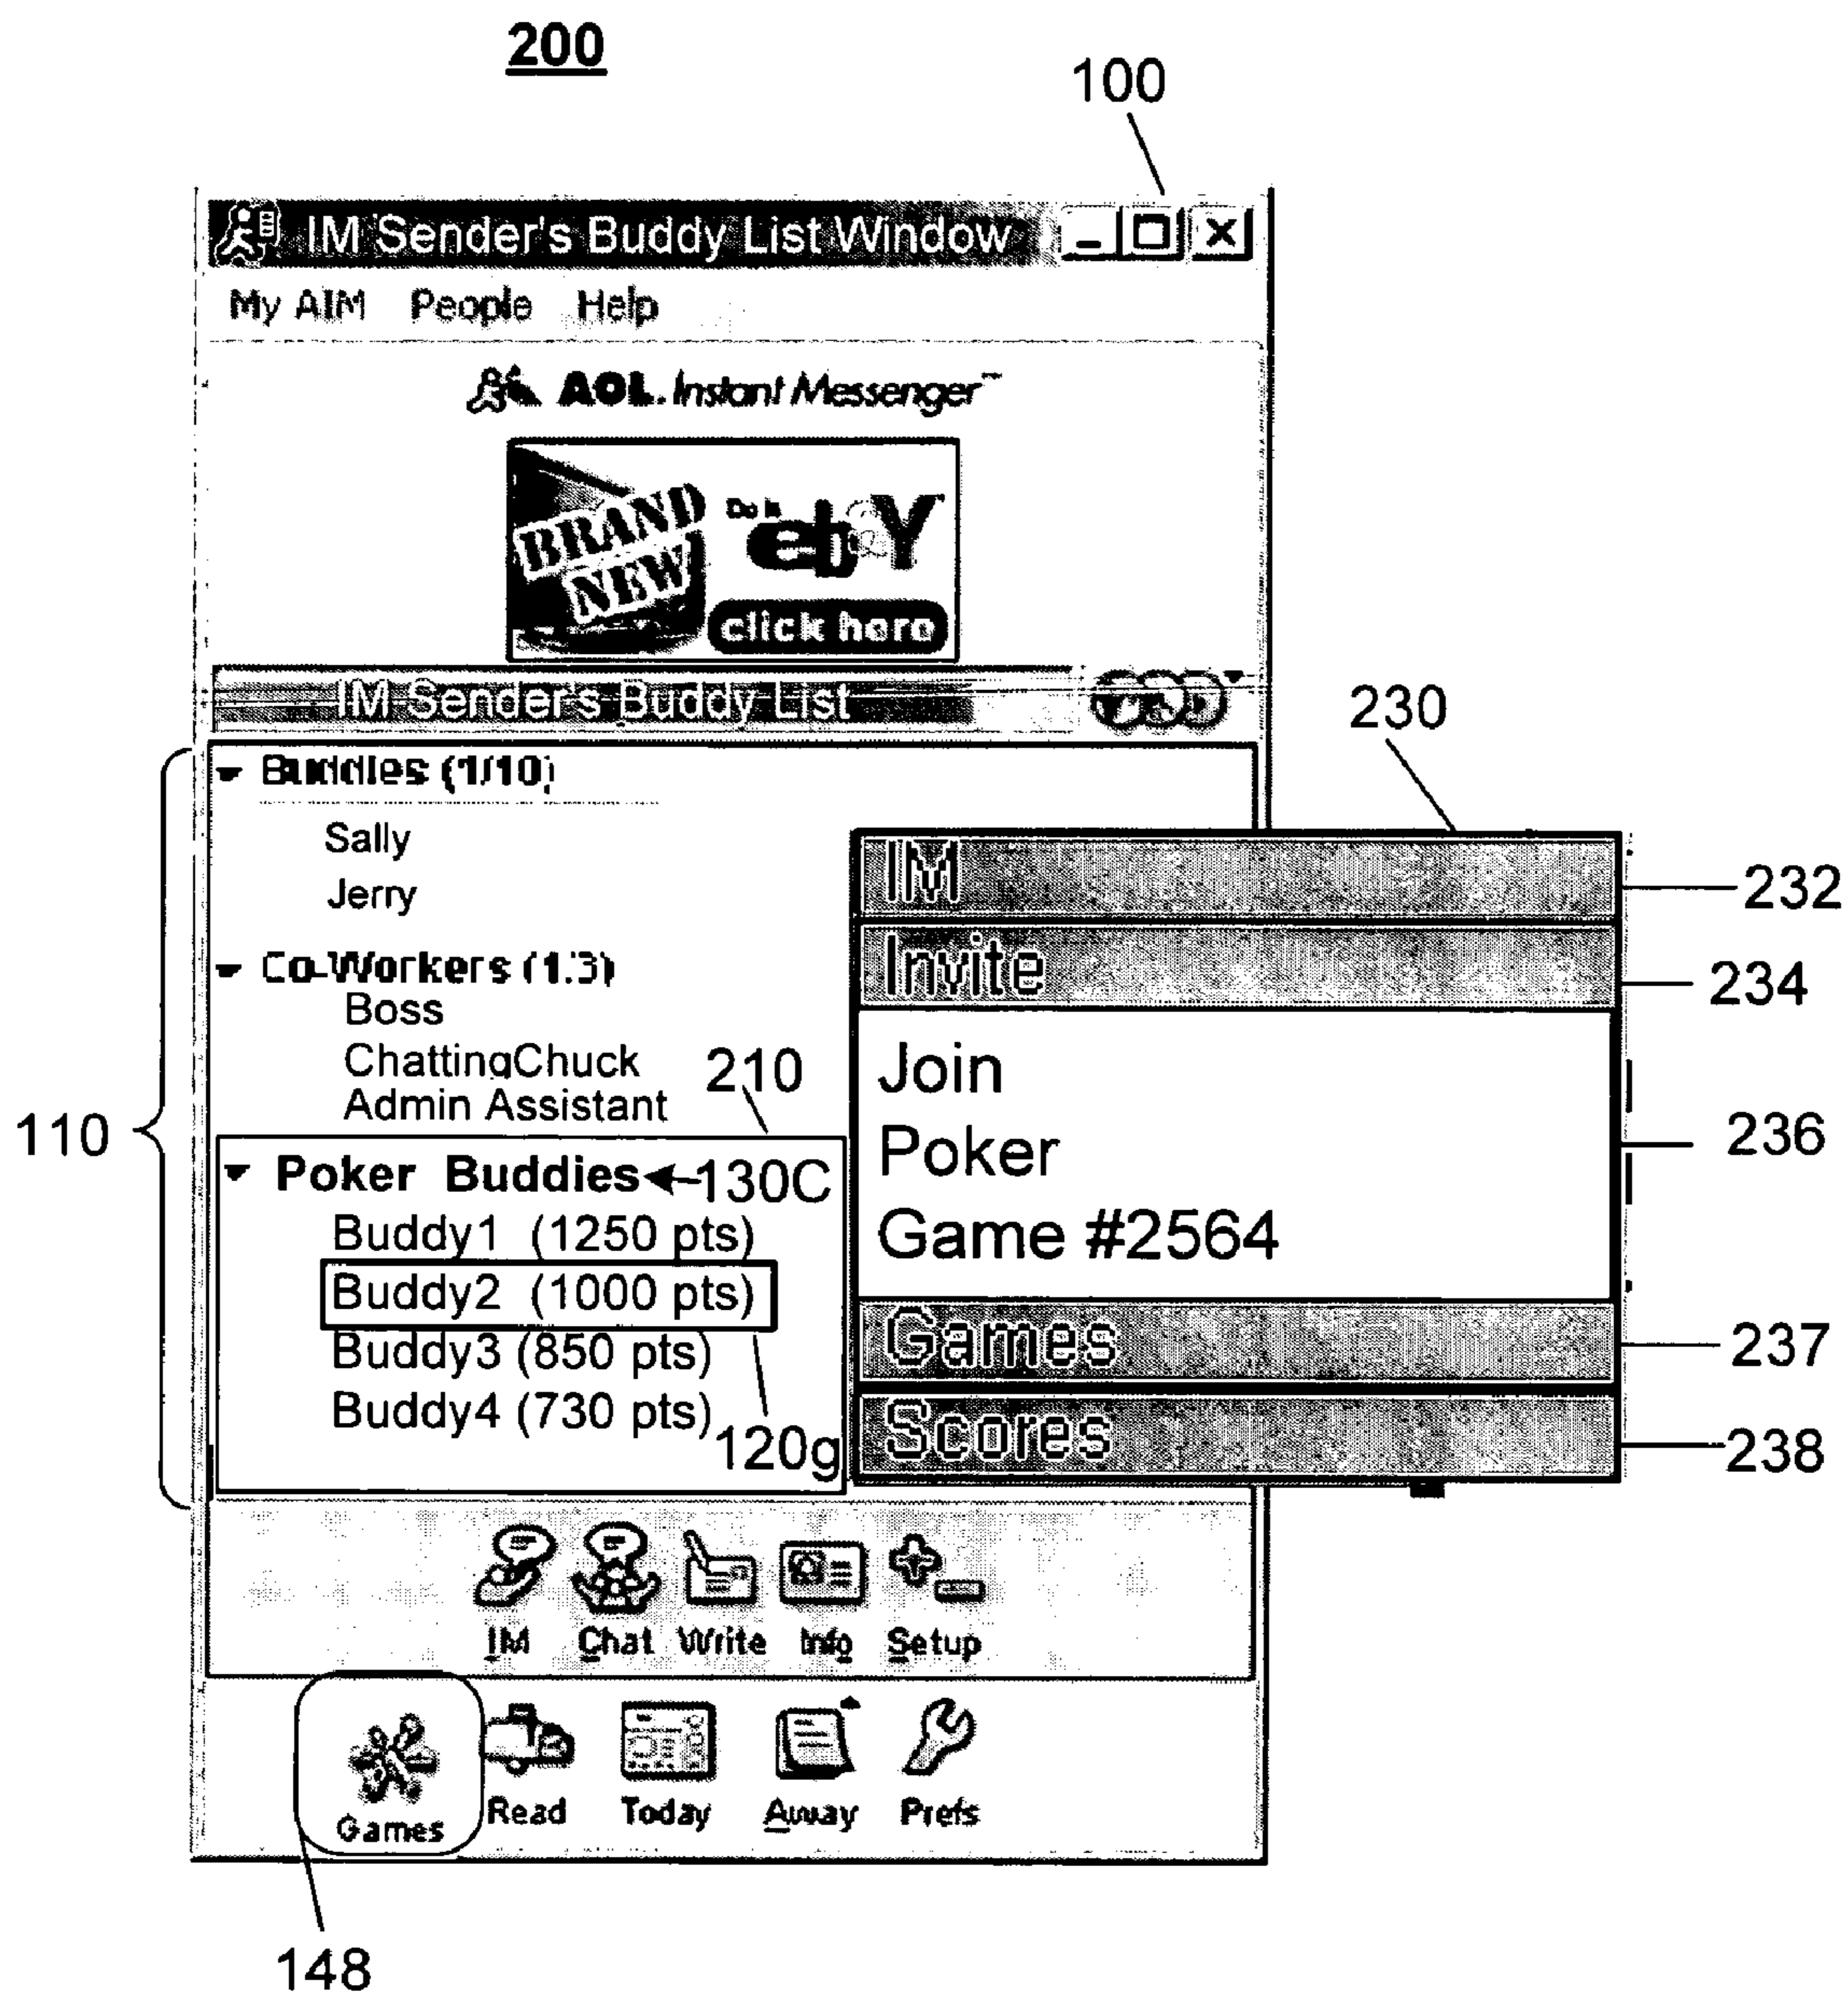 200
100
IM Sender's Buddy List Window
My AIM People Help
AOL Instant Messenger™
BRAND NEW
Do it
ebY
click here
IM Sender's Buddy List
230
Buddies (1/10)
Sally
Jerry
IM
232
Co-Workers (1.3)
Invite
234
Boss
ChattingChuck
Admin Assistant
210
110
Join
Poker
Game #2564
236
Poker Buddies 130C
Buddy1 (1250 pts)
Buddy2 (1000 pts)
Buddy3 (850 pts)
Buddy4 (730 pts)
120g
Games
237
Scores
238
IM Chat Write Info Setup
Games Read Today Away Prefs
148